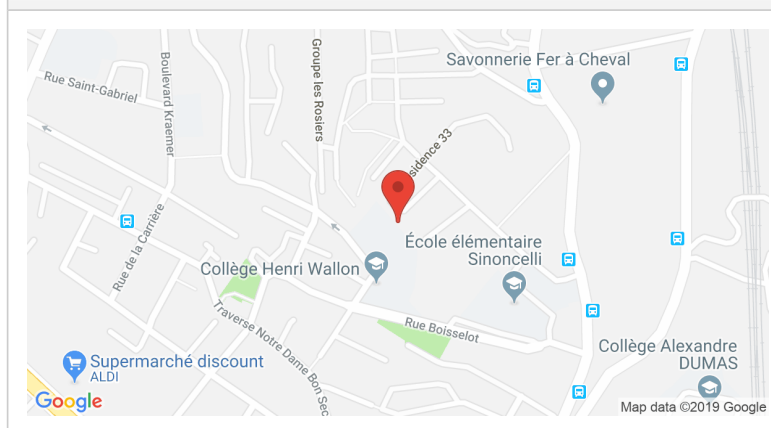 Savonnerie Fer à Cheval
Groupe les Rosiers
Boulevard Kraemer
Rue Saint-Gabriel
sidence 33
Rue de la Carrière
École élémentaire
Sinoncelli
Collège Henri Wallon
Traverse Notre Dame Bon Sec
Rue Boisselot
Collège Alexandre
DUMAS
Supermarché discount
ALDI
Google
Map data ©2019 Google